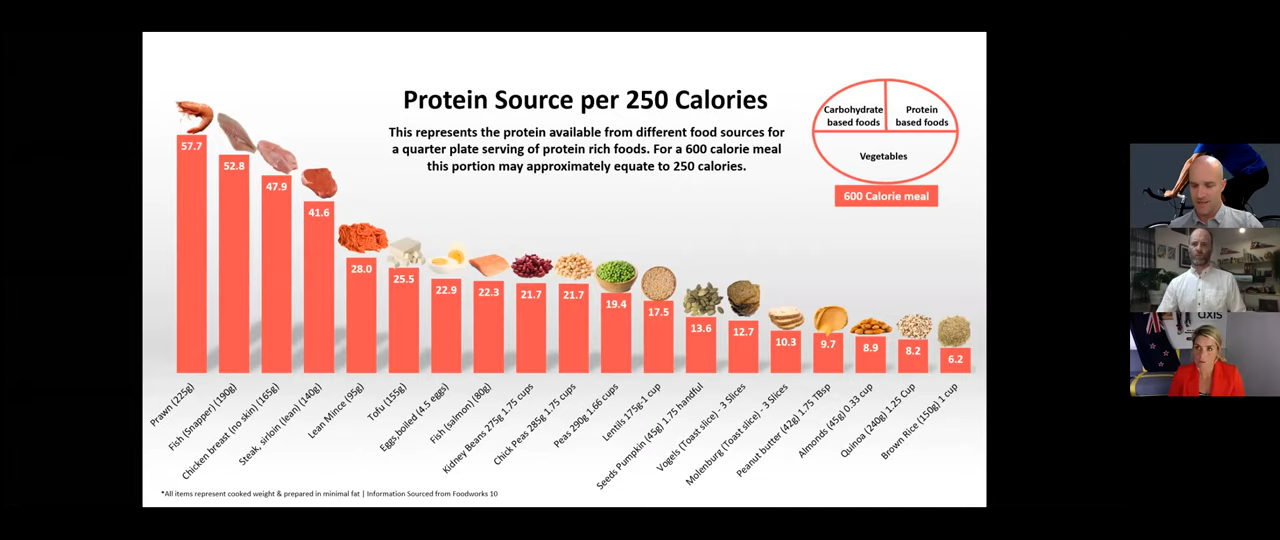 Protein Source per 250 Calories
This represents the protein available from different food sources for
a quarter plate serving of protein rich foods. For a 600 calorie meal
this portion may approximately equate to 250 calories.
Carbohydrate
based foods
Protein
based foods
Vegetables
600 Calorie meal
57.7
52.8
47.9
41.6
28.0
25.5
22.9
22.3
21.7
21.7
19.4
17.5
13.6
12.7
10.3
9.7
8.9
8.2
6.2
Prawn (225g)
Fish (Snapper) (190g)
Chicken breast (no skin) (165g)
Steak, sirloin (lean) (140g)
Lean Mince (95g)
Tofu (155g)
Eggs,boiled (4.5 eggs)
Fish (salmon) (80g)
Kidney Beans 275g 1.75 cups
Chick Peas 285g 1.75 cups
Peas 290g 1.66 cups
Lentils 175g-1 cup
Seeds Pumpkin (45g) 1.75 handful
Vogels (Toast slice) - 3 Slices
Molenburg (Toast slice) - 3 Slices
Peanut butter (42g) 1.75 TBsp
Almonds (45g) 0.33 cup
Quinoa (240g) 1.25 Cup
Brown Rice (150g) 1 cup
*All items represent cooked weight & prepared in minimal fat | Information Sourced from Foodworks 10
axis